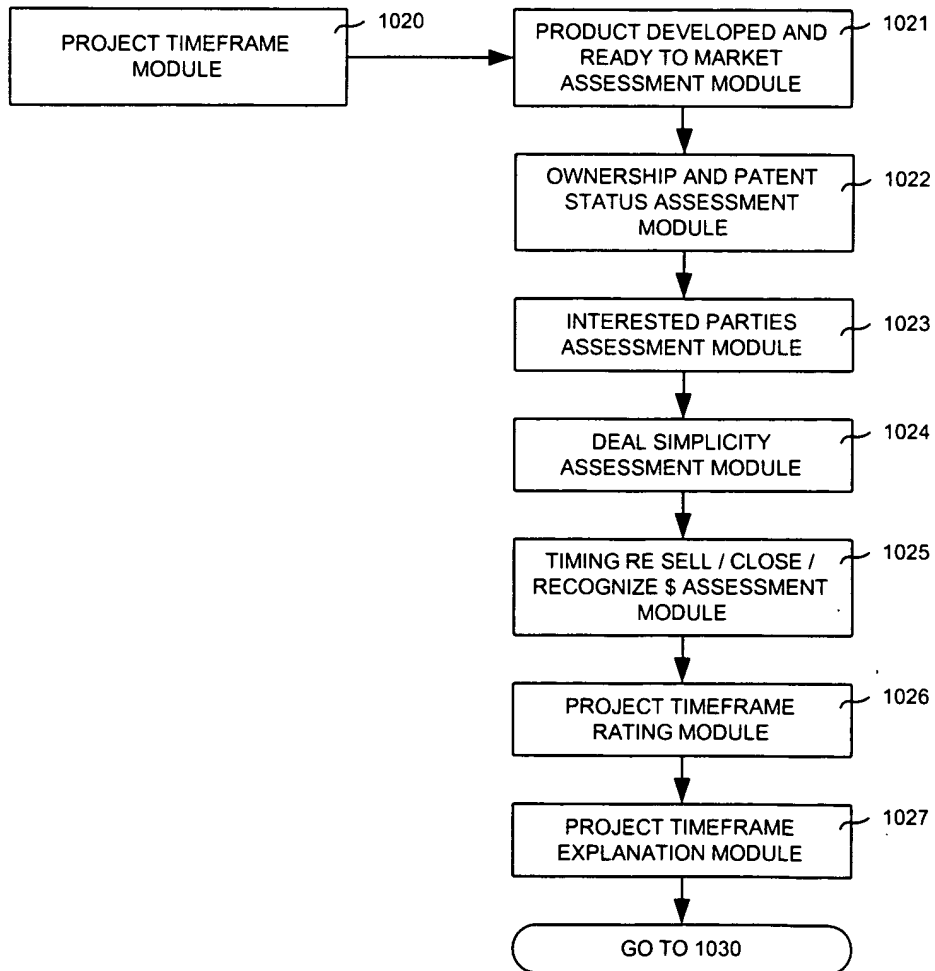 PROJECT TIMEFRAME
MODULE
1020
PRODUCT DEVELOPED AND
READY TO MARKET
ASSESSMENT MODULE
1021
OWNERSHIP AND PATENT
STATUS ASSESSMENT
MODULE
1022
INTERESTED PARTIES
ASSESSMENT MODULE
1023
DEAL SIMPLICITY
ASSESSMENT MODULE
1024
TIMING RE SELL / CLOSE /
RECOGNIZE $ ASSESSMENT
MODULE
1025
PROJECT TIMEFRAME
RATING MODULE
1026
PROJECT TIMEFRAME
EXPLANATION MODULE
1027
GO TO 1030